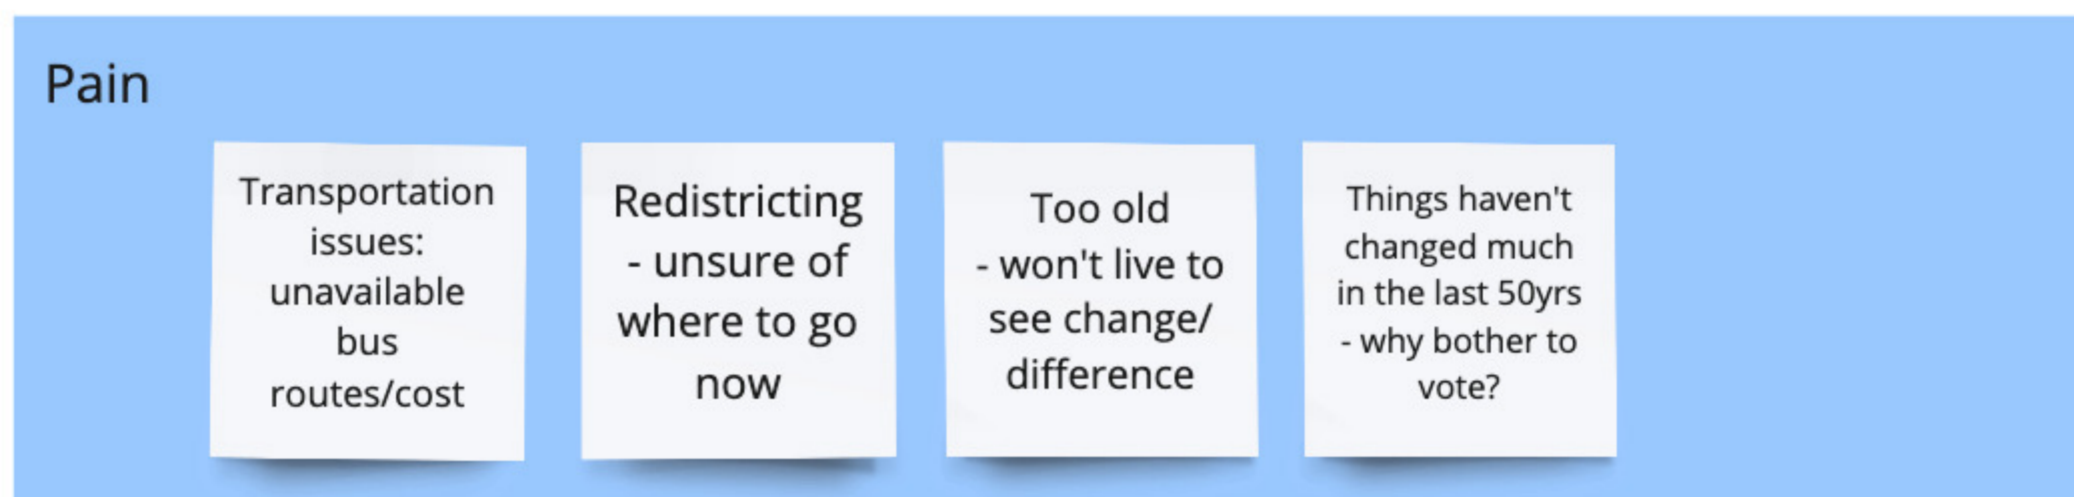 Pain
Transportation
issues:
unavailable
bus
routes/cost
Redistricting
- unsure of
where to go
now
Too old
- won't live to
see change/
difference
Things haven't
changed much
in the last 50yrs
- why bother to
vote?